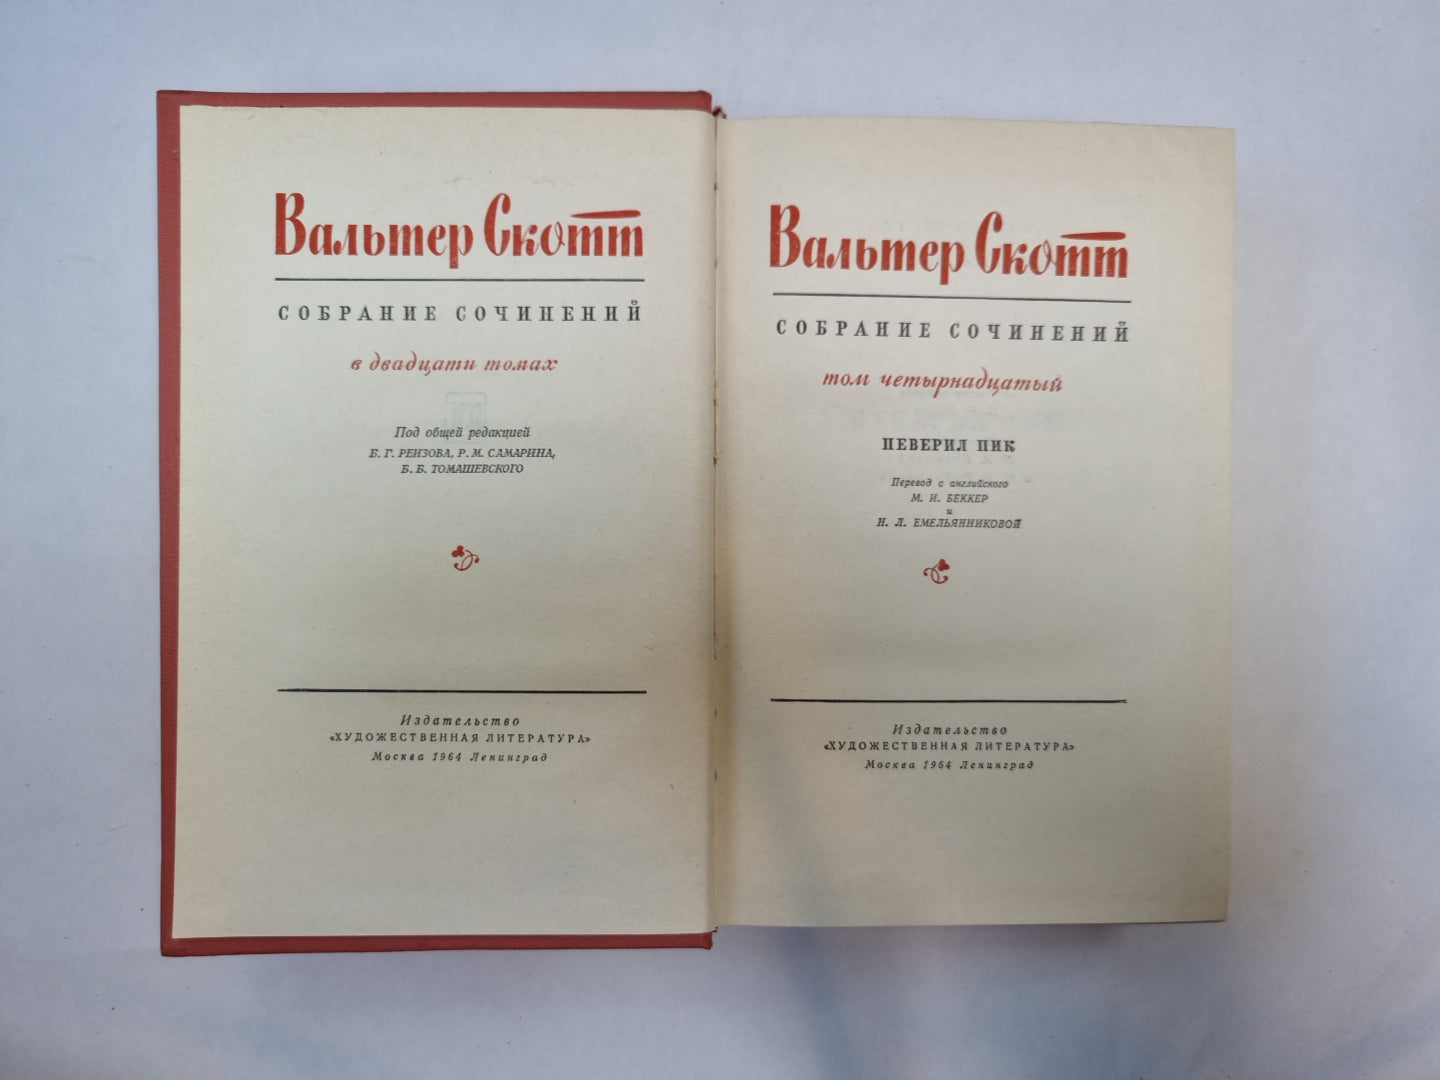 Вальтер Скотт
СОБРАНИЕ СОЧИНЕНИЙ
в двадцати томах
Под общей редакцией
Б. Г. РЕИЗОВА, Р. М. САМАРИНА,
Б. Б. ТОМАШЕВСКОГО
Издательство
«ХУДОЖЕСТВЕННАЯ ЛИТЕРАТУРА»
Москва 1964 Ленинград
Вальтер Скотт
СОБРАНИЕ СОЧИНЕНИЙ
том четырнадцатый
ПЕВЕРИЛ ПИК
Перевод с английского
М. И. БЕККЕР
и
Н. Л. ЕМЕЛЬЯННИКОВОЙ
Издательство
«ХУДОЖЕСТВЕННАЯ ЛИТЕРАТУРА»
Москва 1964 Ленинград